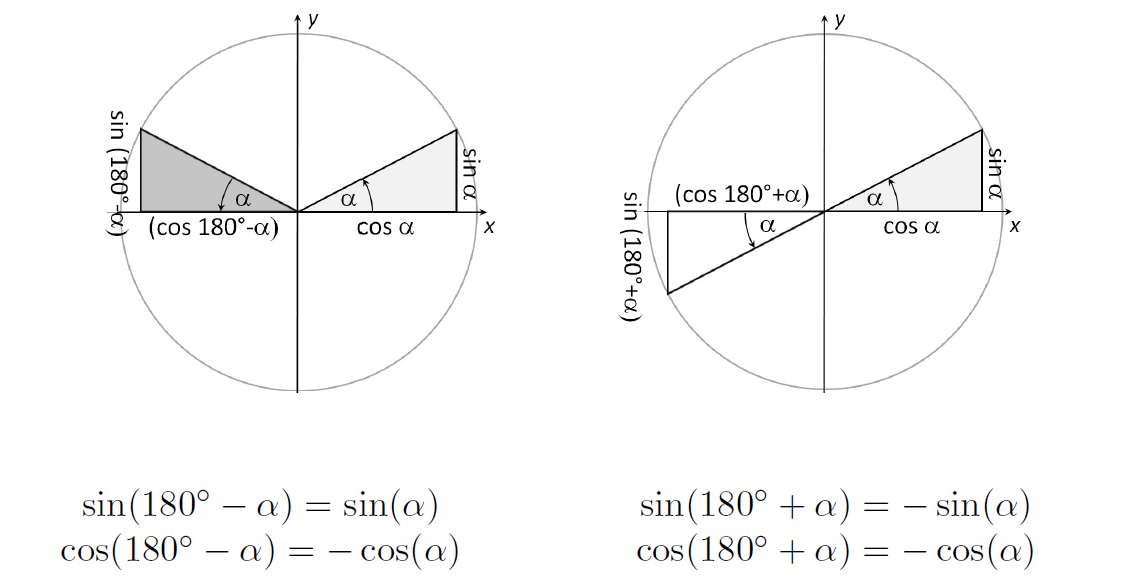 y
sin (180°-α)
α
α
sin α
(cos 180°-α)
cos α
x
y
(cos 180°+α)
α
sin α
sin (180°+α)
α
cos α
x
sin(180° − α) = sin(α)
cos(180° − α) = − cos(α)
sin(180° + α) = − sin(α)
cos(180° + α) = − cos(α)